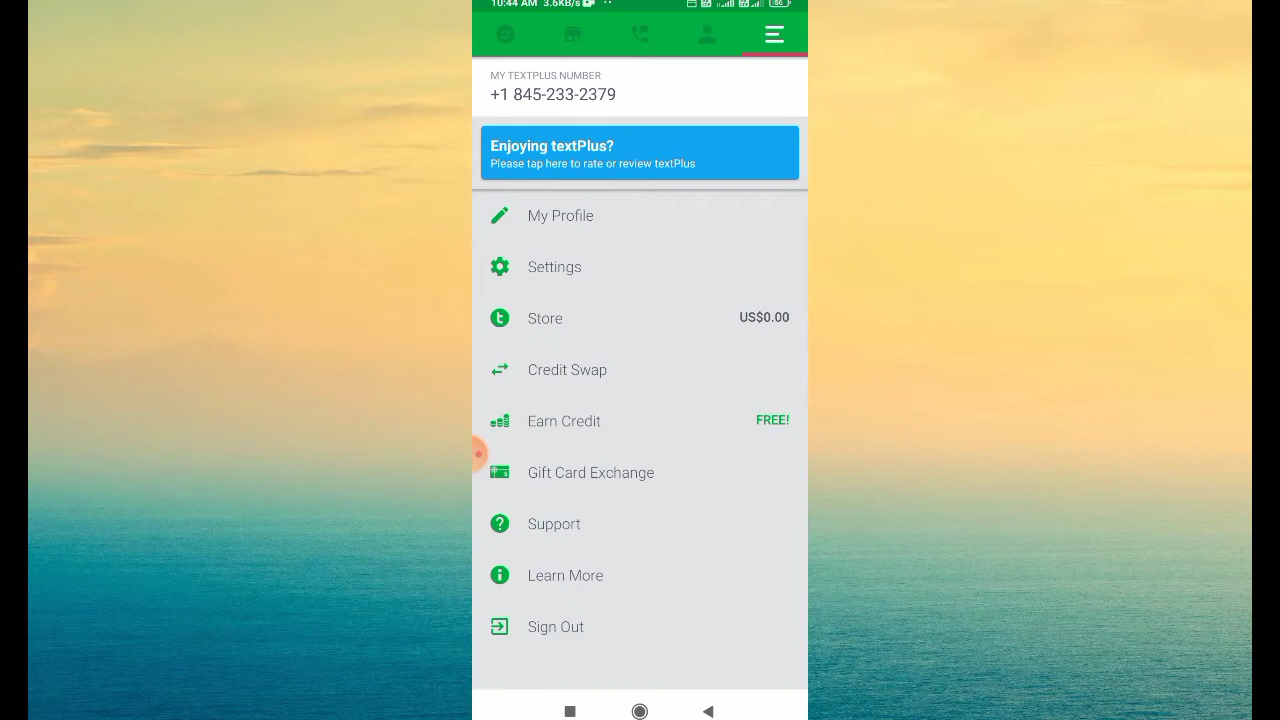 10:44 AM 3.6KB/s
56
MY TEXTPLUS NUMBER
+1 845-233-2379
Enjoying textPlus?
Please tap here to rate or review textPlus
My Profile
Settings
Store US$0.00
Credit Swap
Earn Credit FREE!
Gift Card Exchange
Support
Learn More
Sign Out